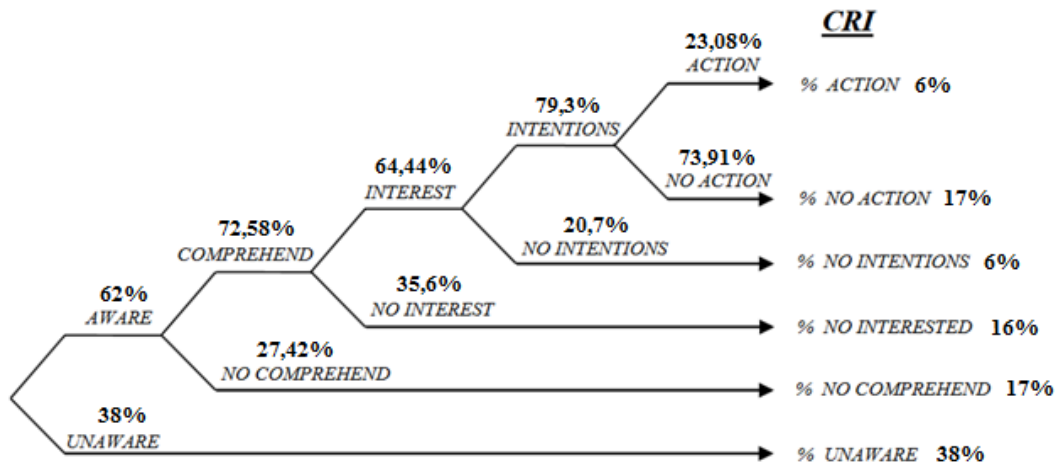 CRI
23,08%
ACTION
% ACTION 6%
79,3%
INTENTIONS
73,91%
NO ACTION
% NO ACTION 17%
64,44%
INTEREST
20,7%
NO INTENTIONS
% NO INTENTIONS 6%
72,58%
COMPREHEND
35,6%
NO INTEREST
% NO INTERESTED 16%
62%
AWARE
27,42%
NO COMPREHEND
% NO COMPREHEND 17%
38%
UNAWARE
% UNAWARE 38%